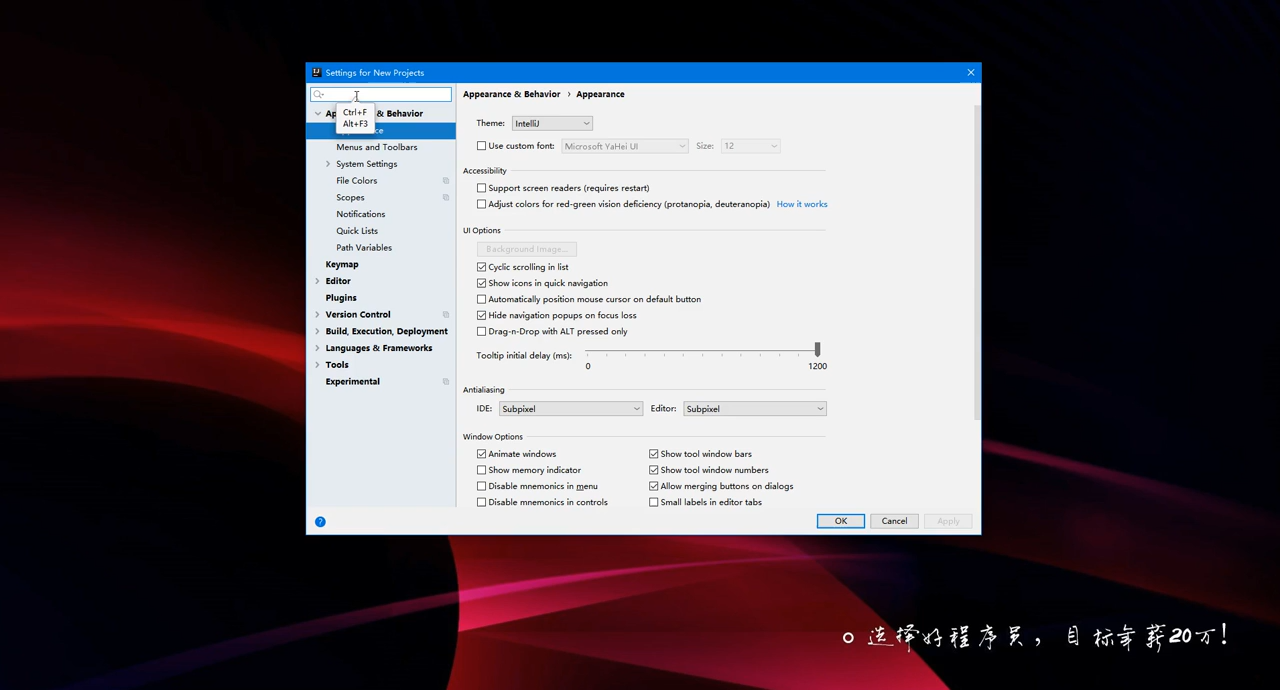 Settings for New Projects
Ctrl+F
Alt+F3
& Behavior
Menus and Toolbars
System Settings
File Colors
Scopes
Notifications
Quick Lists
Path Variables
Keymap
Editor
Plugins
Version Control
Build, Execution, Deployment
Languages & Frameworks
Tools
Experimental
?
Appearance & Behavior › Appearance
Theme: IntelliJ
Use custom font: Microsoft YaHei UI Size: 12
Accessibility
Support screen readers (requires restart)
Adjust colors for red-green vision deficiency (protanopia, deuteranopia) How it works
UI Options
Background Image...
Cyclic scrolling in list
Show icons in quick navigation
Automatically position mouse cursor on default button
Hide navigation popups on focus loss
Drag-n-Drop with ALT pressed only
Tooltip initial delay (ms):
0 1200
Antialiasing
IDE: Subpixel Editor: Subpixel
Window Options
Animate windows Show tool window bars
Show memory indicator Show tool window numbers
Disable mnemonics in menu Allow merging buttons on dialogs
Disable mnemonics in controls Small labels in editor tabs
OK Cancel Apply
选择好程序员，目标年薪20万！